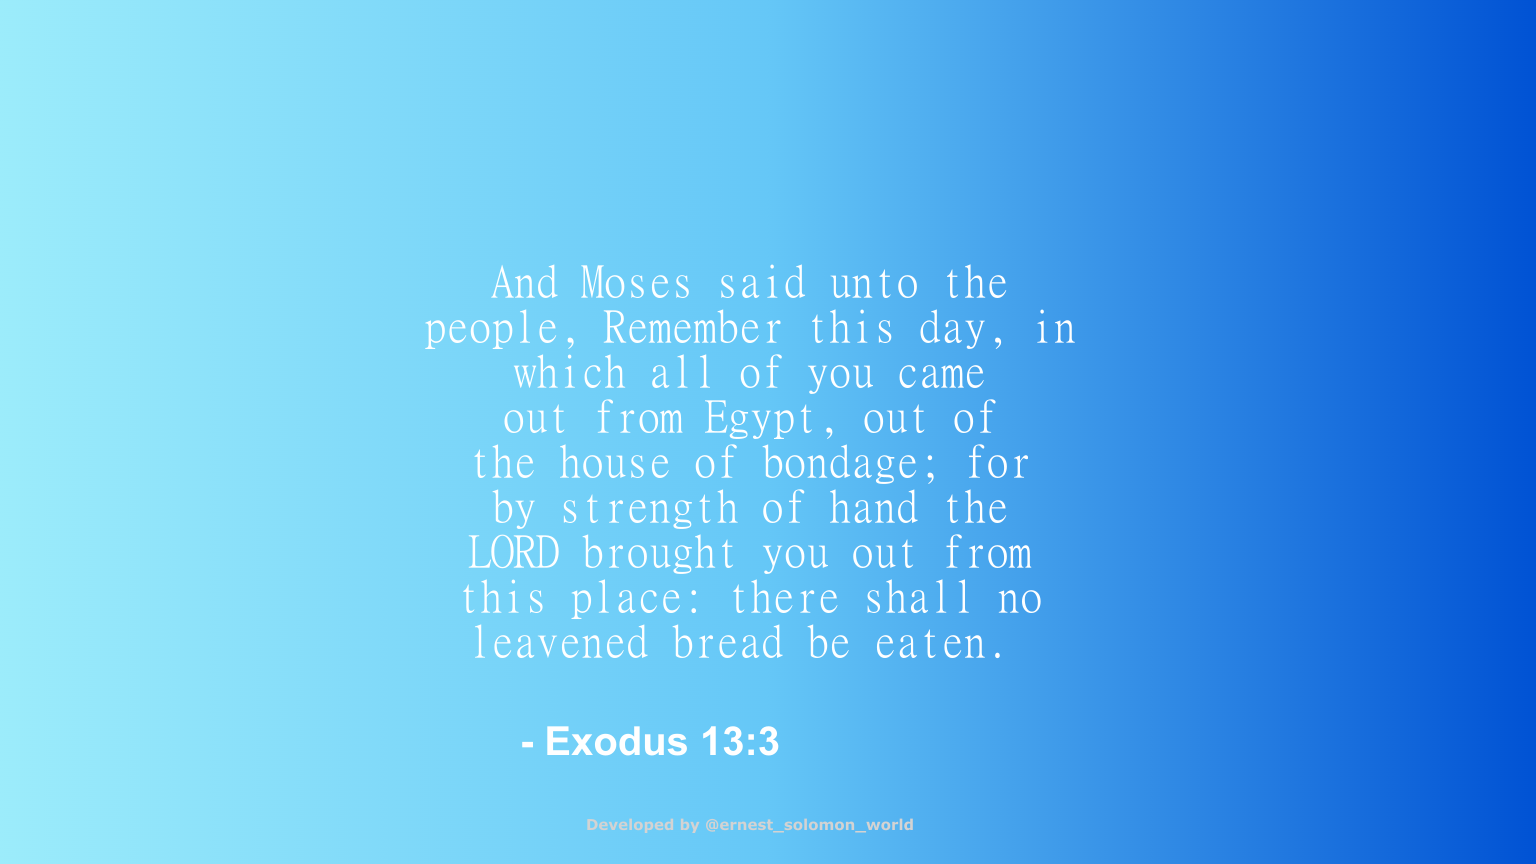 And Moses said unto the
people, Remember this day, in
which all of you came
out from Egypt, out of
the house of bondage; for
by strength of hand the
LORD brought you out from
this place: there shall no
leavened bread be eaten.
- Exodus 13:3
Developed by @ernest_solomon_world